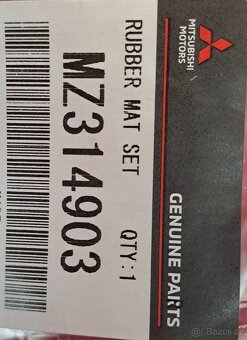 MITSUBISHI
MOTORS
GENUINE PARTS
RUBBER MAT SET QTY:1
MZ314903